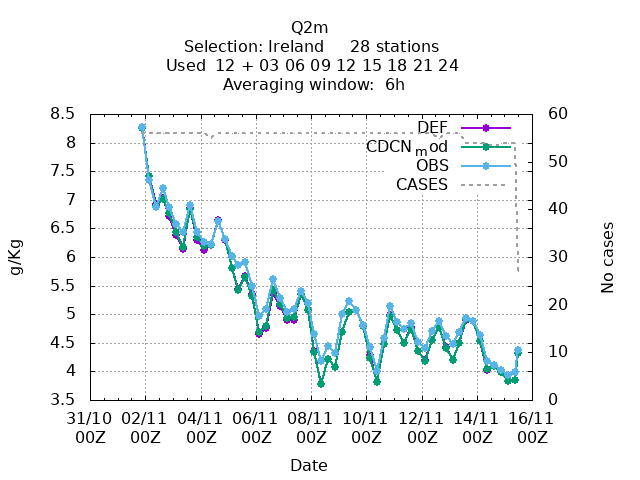 Q2m
Selection: Ireland 28 stations
Used 12 + 03 06 09 12 15 18 21 24
Averaging window: 6h
8.5
8
7.5
7
6.5
6
5.5
5
4.5
4
3.5
g/Kg
60
50
40
30
20
10
0
No cases
DEF
CDCN_mod
OBS
CASES
31/10 02/11 04/11 06/11 08/11 10/11 12/11 14/11 16/11
00Z 00Z 00Z 00Z 00Z 00Z 00Z 00Z 00Z
Date